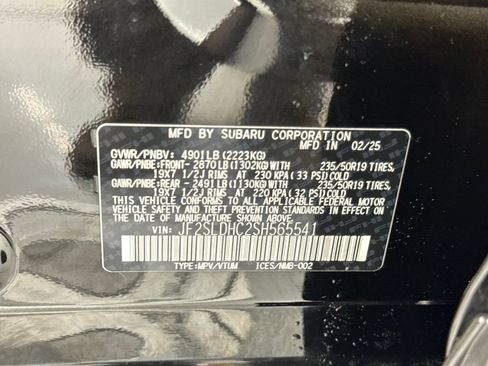 MFD BY SUBARU CORPORATION
MFD IN 02/25
GVWR/PNBV: 4901LB (2223KG)
GAWR/PNBE:FRONT- 2870LB (1302KG) WITH 235/50R19 TIRES
19X7 1/2J RIMS AT 230 KPA (33 PSI) COLD
GAWR/PNBE:REAR - 2491LB (1130KG) WITH 235/50R19 TIRES
19X7 1/2J RIMS AT 220 KPA (32 PSI) COLD
THIS VEHICLE CONFORMS TO ALL APPLICABLE FEDERAL MOTOR
VEHICLE SAFETY, BUMPER, AND THEFT PREVENTION STANDARDS
IN EFFECT ON THE DATE OF MANUFACTURE SHOWN ABOVE.
VIN: JF2SLDHC2SH565541
TYPE:MPV/VTUM ICES/NMB-002